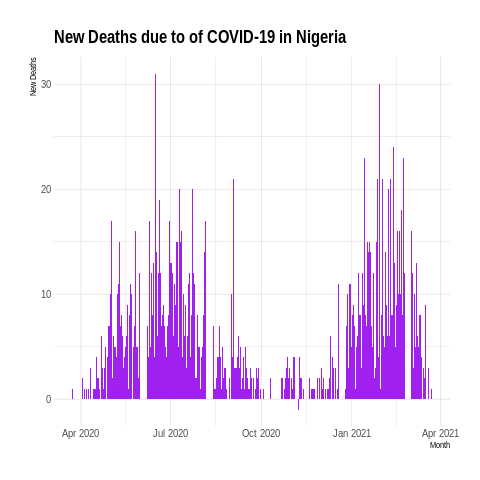 New Deaths due to of COVID-19 in Nigeria
New Deaths
30
20
10
0
Apr 2020 Jul 2020 Oct 2020 Jan 2021 Apr 2021
Month